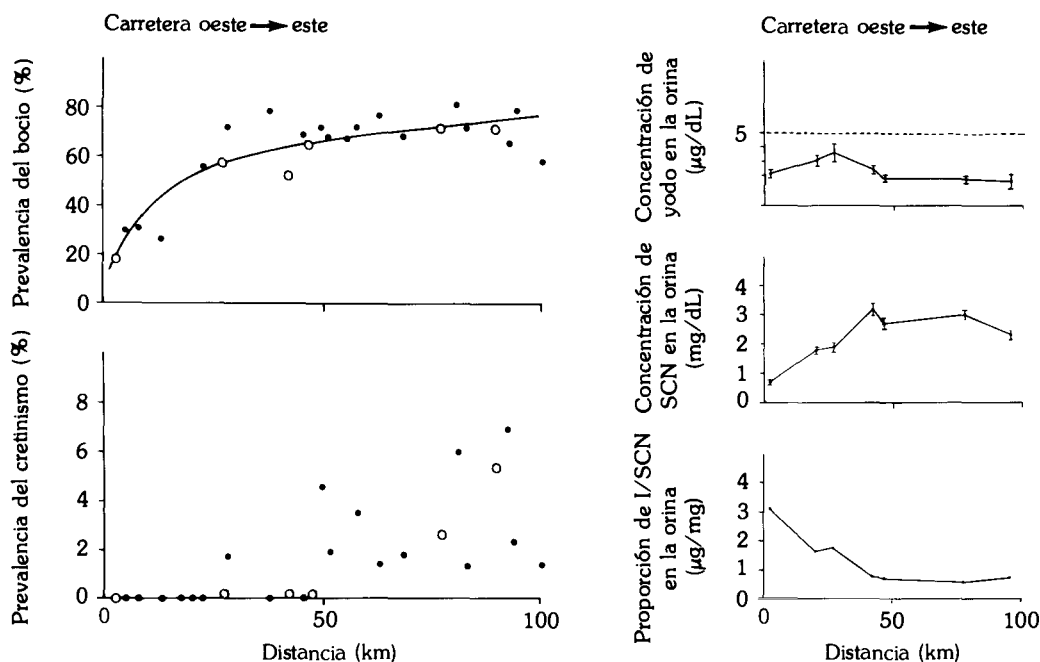 Carretera oeste → este
Prevalencia del bocio (%)
80
60
40
20
0
Prevalencia del cretinismo (%)
8
6
4
2
0
0
50
100
Distancia (km)
Carretera oeste → este
Concentración de
yodo en la orina
(µg/dL)
5
Concentración de
SCN en la orina
(mg/dL)
4
3
2
1
0
Proporción de I/SCN
en la orina
(µg/mg)
4
3
2
1
0
0
50
100
Distancia (km)